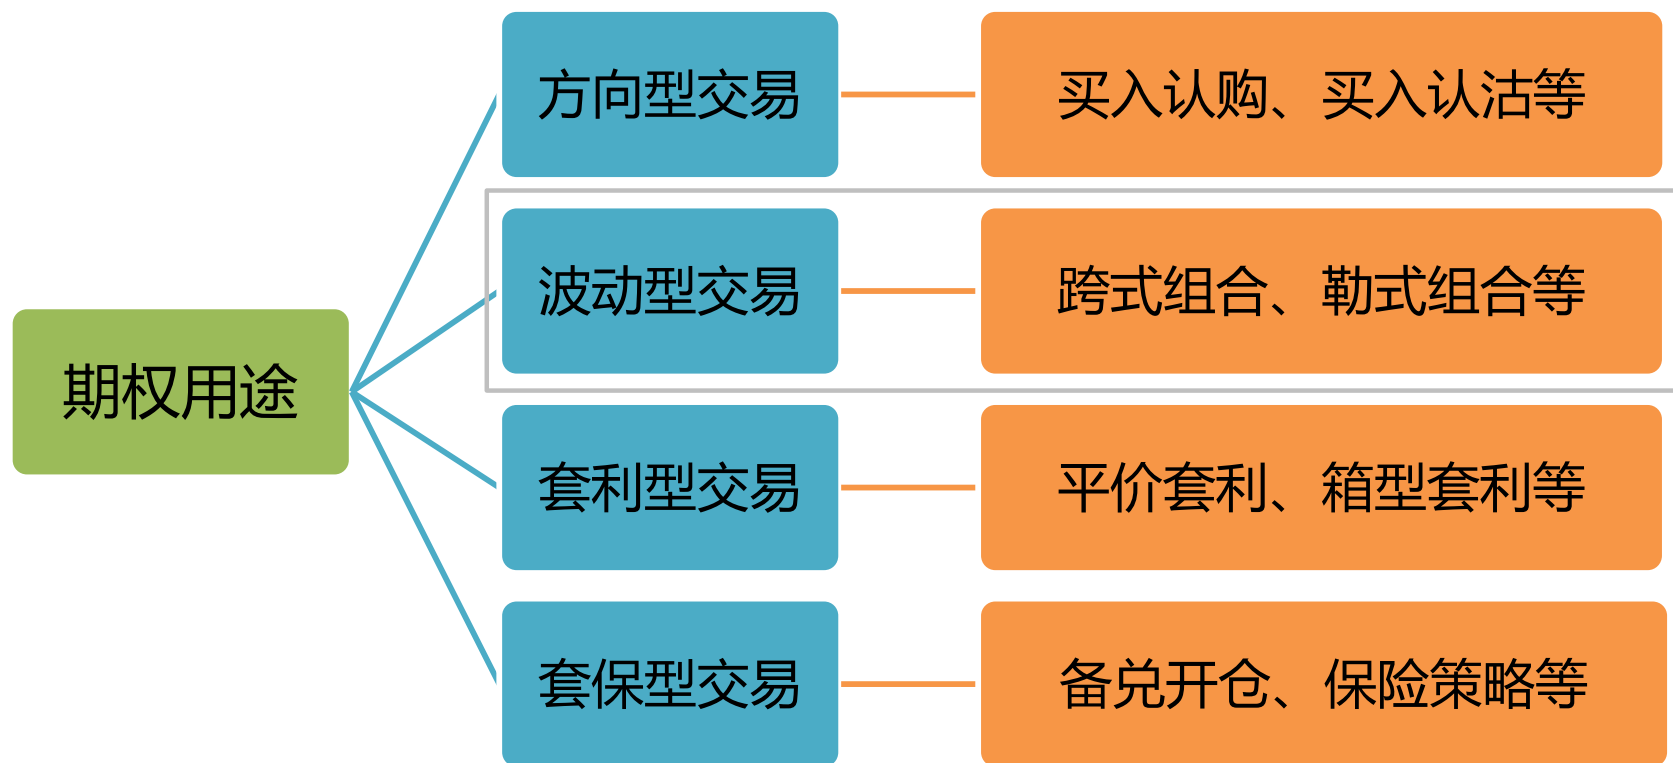 期权用途
方向型交易
买入认购、买入认沽等
波动型交易
跨式组合、勒式组合等
套利型交易
平价套利、箱型套利等
套保型交易
备兑开仓、保险策略等